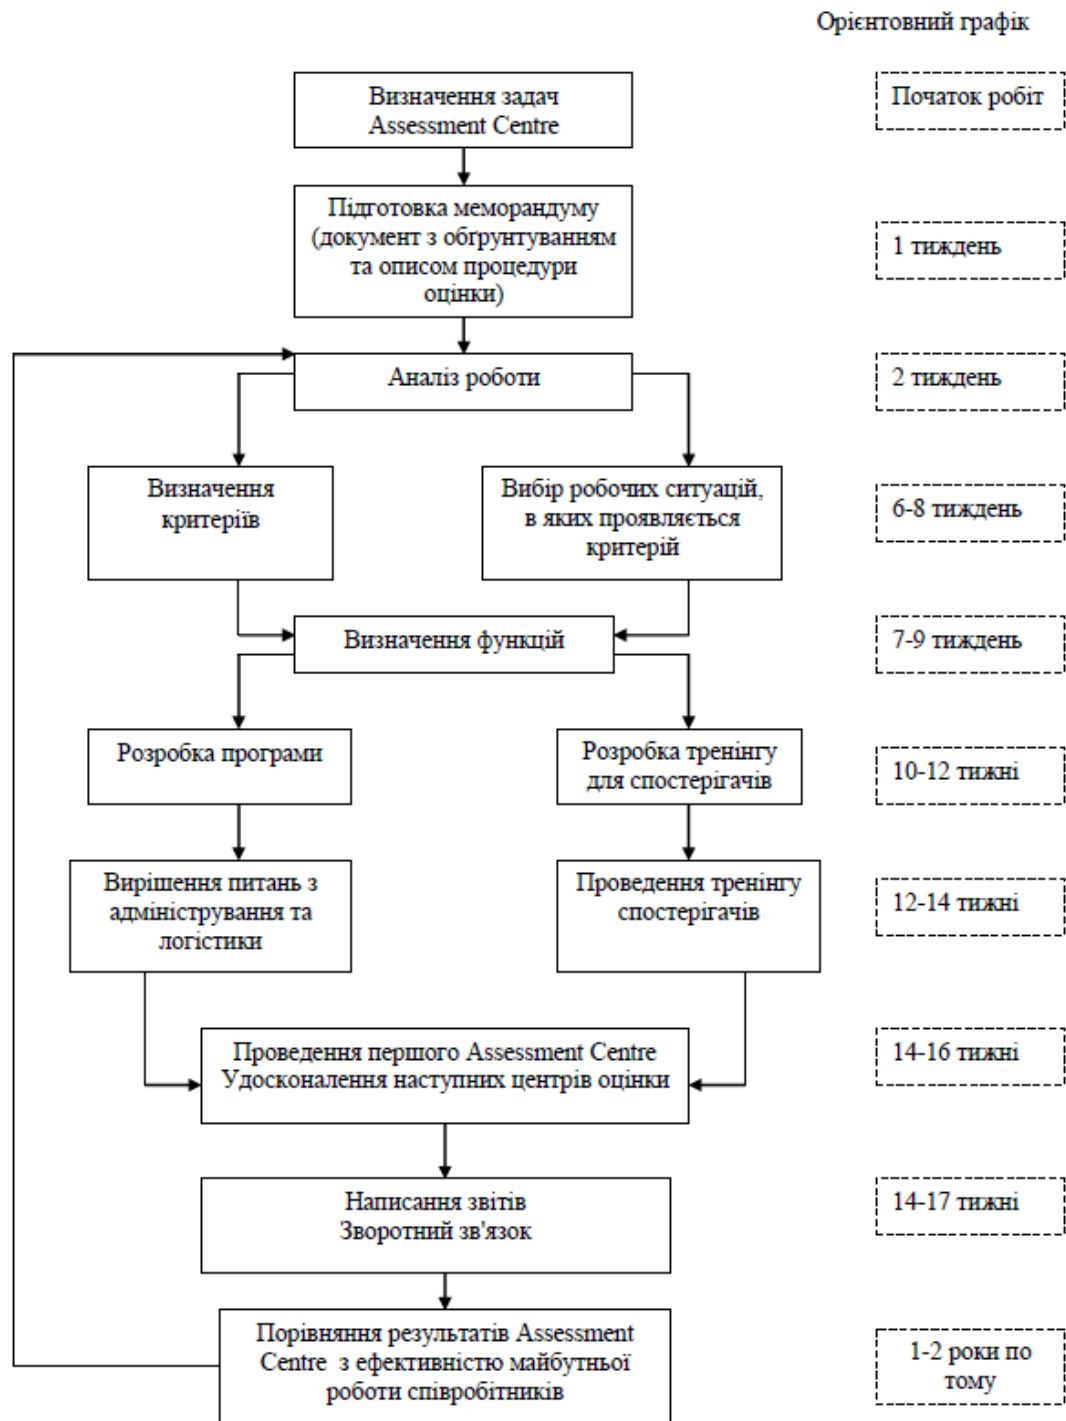 Орієнтовний графік
Визначення задач
Assessment Centre
Початок робіт
Підготовка меморандуму
(документ з обґрунтуванням
та описом процедури
оцінки)
1 тиждень
Аналіз роботи
2 тиждень
Визначення
критеріїв
Вибір робочих ситуацій,
в яких проявляється
критерій
6-8 тиждень
Визначення функцій
7-9 тиждень
Розробка програми
Розробка тренінгу
для спостерігачів
10-12 тижні
Вирішення питань з
адміністрування та
логістики
Проведення тренінгу
спостерігачів
12-14 тижні
Проведення першого Assessment Centre
Удосконалення наступних центрів оцінки
14-16 тижні
Написання звітів
Зворотний зв'язок
14-17 тижні
Порівняння результатів Assessment
Centre з ефективністю майбутньої
роботи співробітників
1-2 роки по
тому